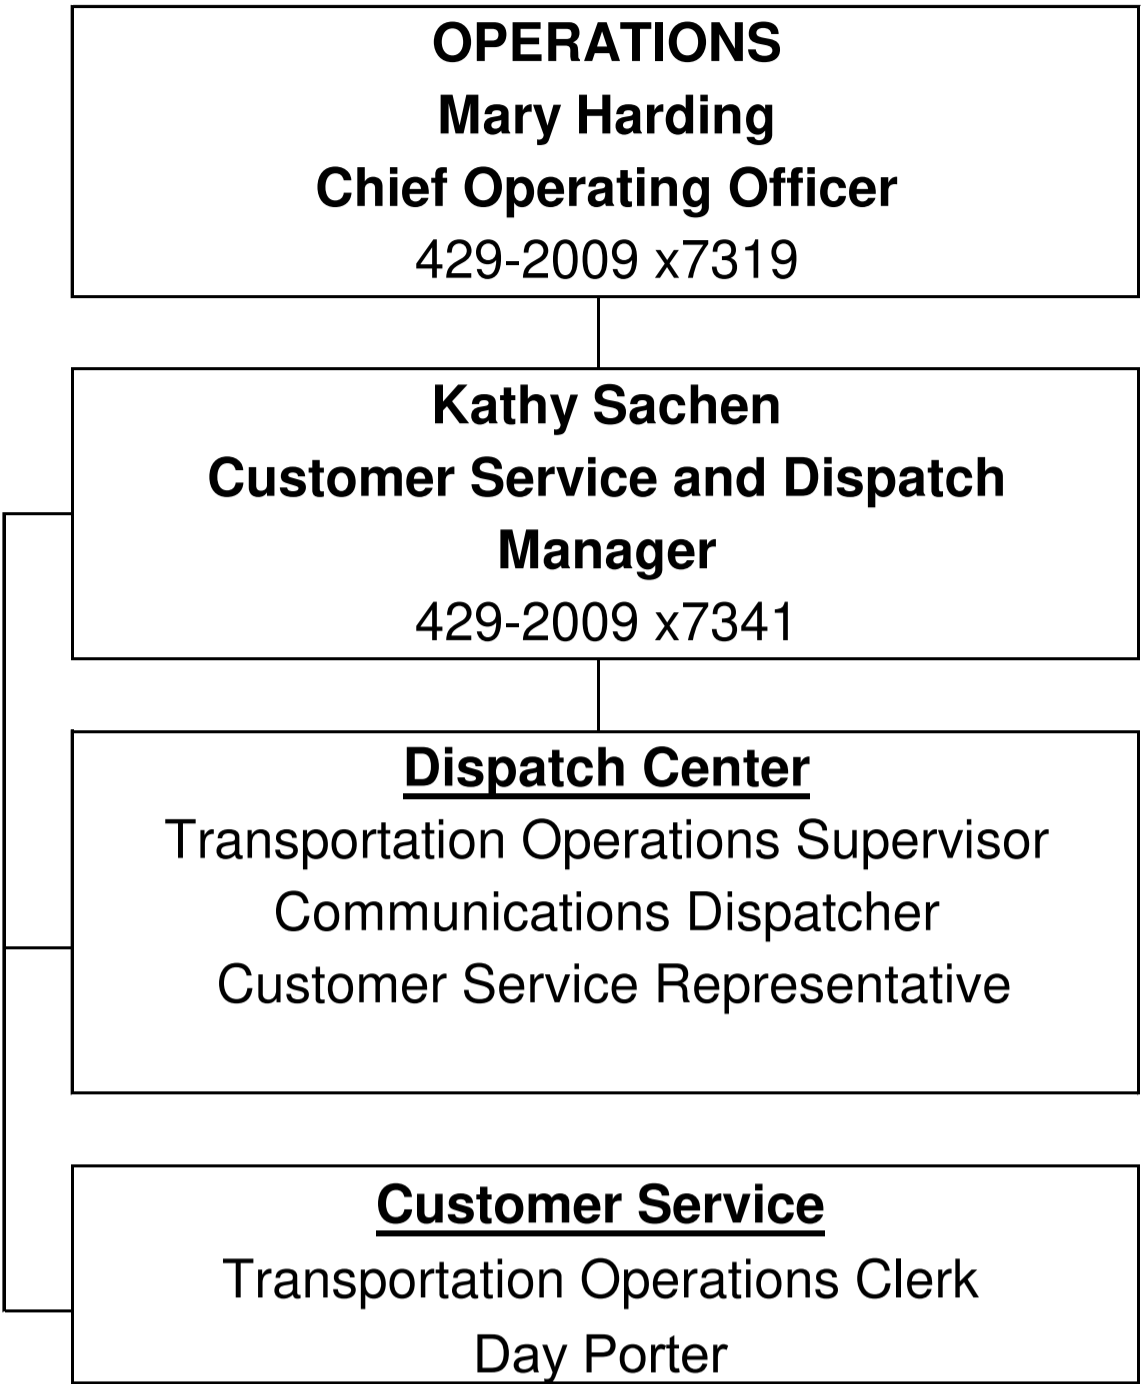 OPERATIONS
Mary Harding
Chief Operating Officer
429-2009 x7319
Kathy Sachen
Customer Service and Dispatch
Manager
429-2009 x7341
Dispatch Center
Transportation Operations Supervisor
Communications Dispatcher
Customer Service Representative
Customer Service
Transportation Operations Clerk
Day Porter